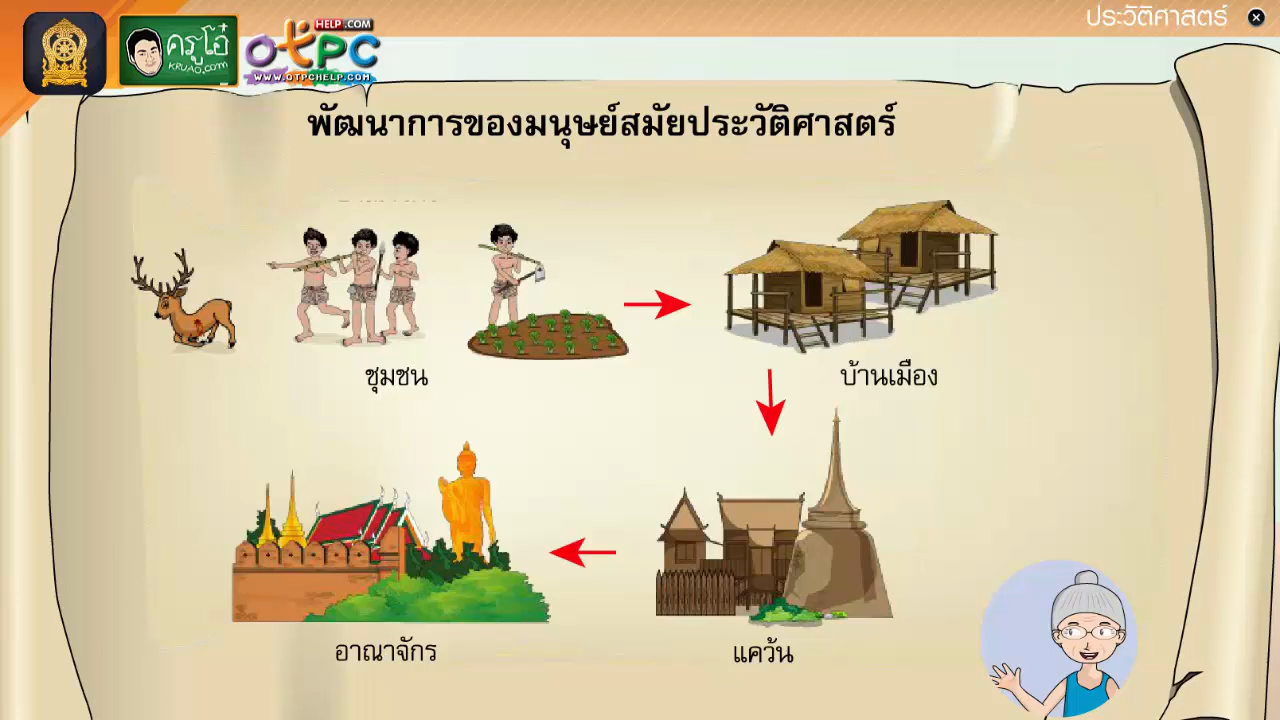 ประวัติศาสตร์
ครูโอ๋
KRUAO.com
HELP.COM
OTPC
WWW.OTPCHELP.COM
พัฒนาการของมนุษย์สมัยประวัติศาสตร์
ชุมชน
บ้านเมือง
อาณาจักร
แคว้น